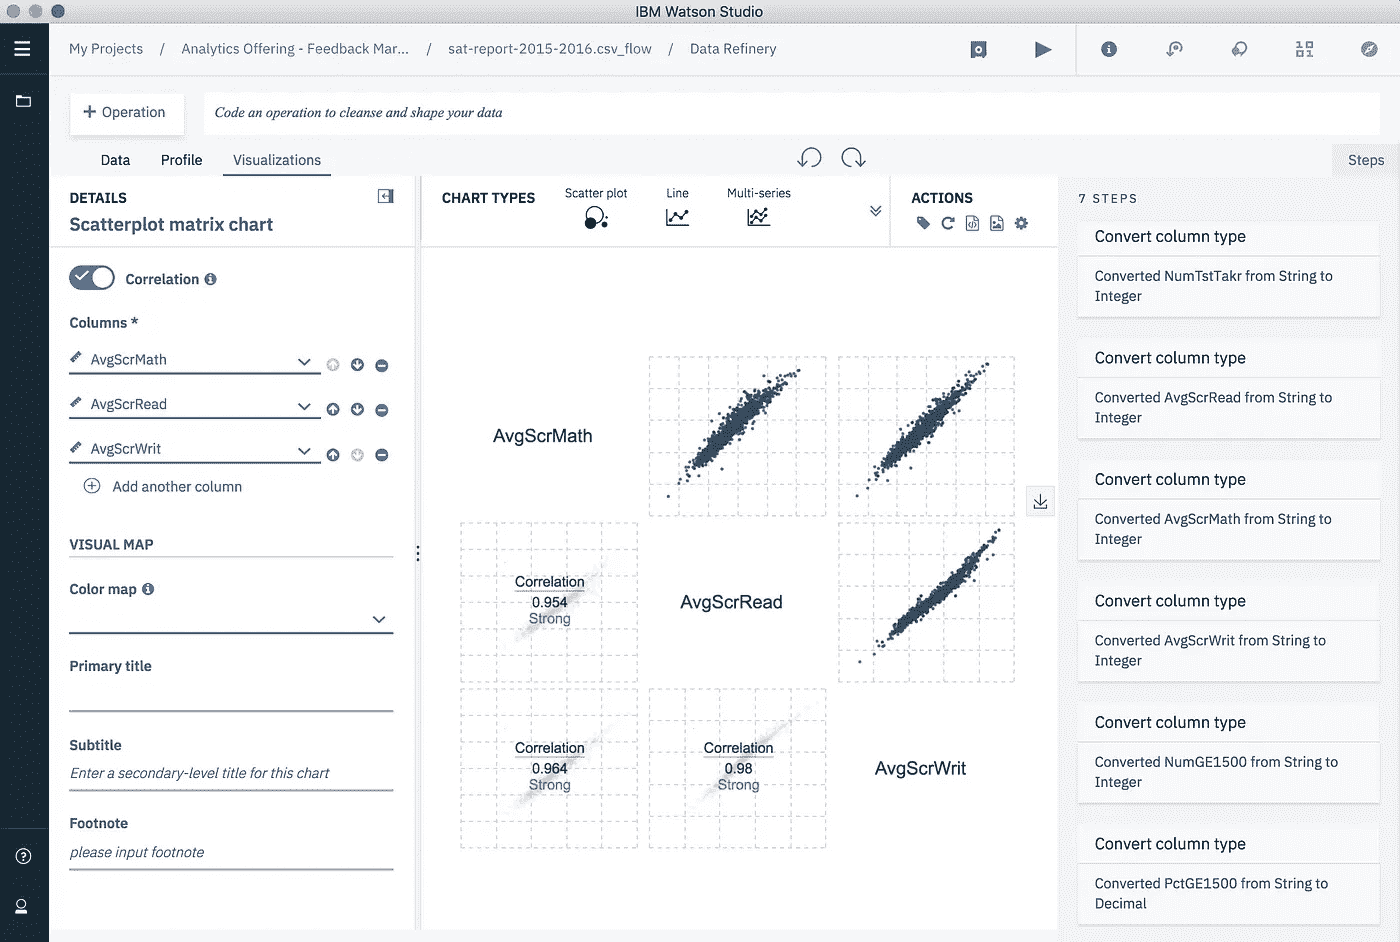 IBM Watson Studio
My Projects / Analytics Offering - Feedback Mar... / sat-report-2015-2016.csv_flow / Data Refinery
+ Operation
Code an operation to cleanse and shape your data
Data Profile Visualizations
Steps
DETAILS
Scatterplot matrix chart
Correlation
Columns *
AvgScrMath
AvgScrRead
AvgScrWrit
Add another column
VISUAL MAP
Color map
Primary title
Subtitle
Enter a secondary-level title for this chart
Footnote
please input footnote
CHART TYPES
Scatter plot
Line
Multi-series
ACTIONS
AvgScrMath
Correlation
0.954
Strong
AvgScrRead
Correlation
0.964
Strong
Correlation
0.98
Strong
AvgScrWrit
7 STEPS
Convert column type
Converted NumTstTakr from String to
Integer
Convert column type
Converted AvgScrRead from String to
Integer
Convert column type
Converted AvgScrMath from String to
Integer
Convert column type
Converted AvgScrWrit from String to
Integer
Convert column type
Converted NumGE1500 from String to
Integer
Convert column type
Converted PctGE1500 from String to
Decimal